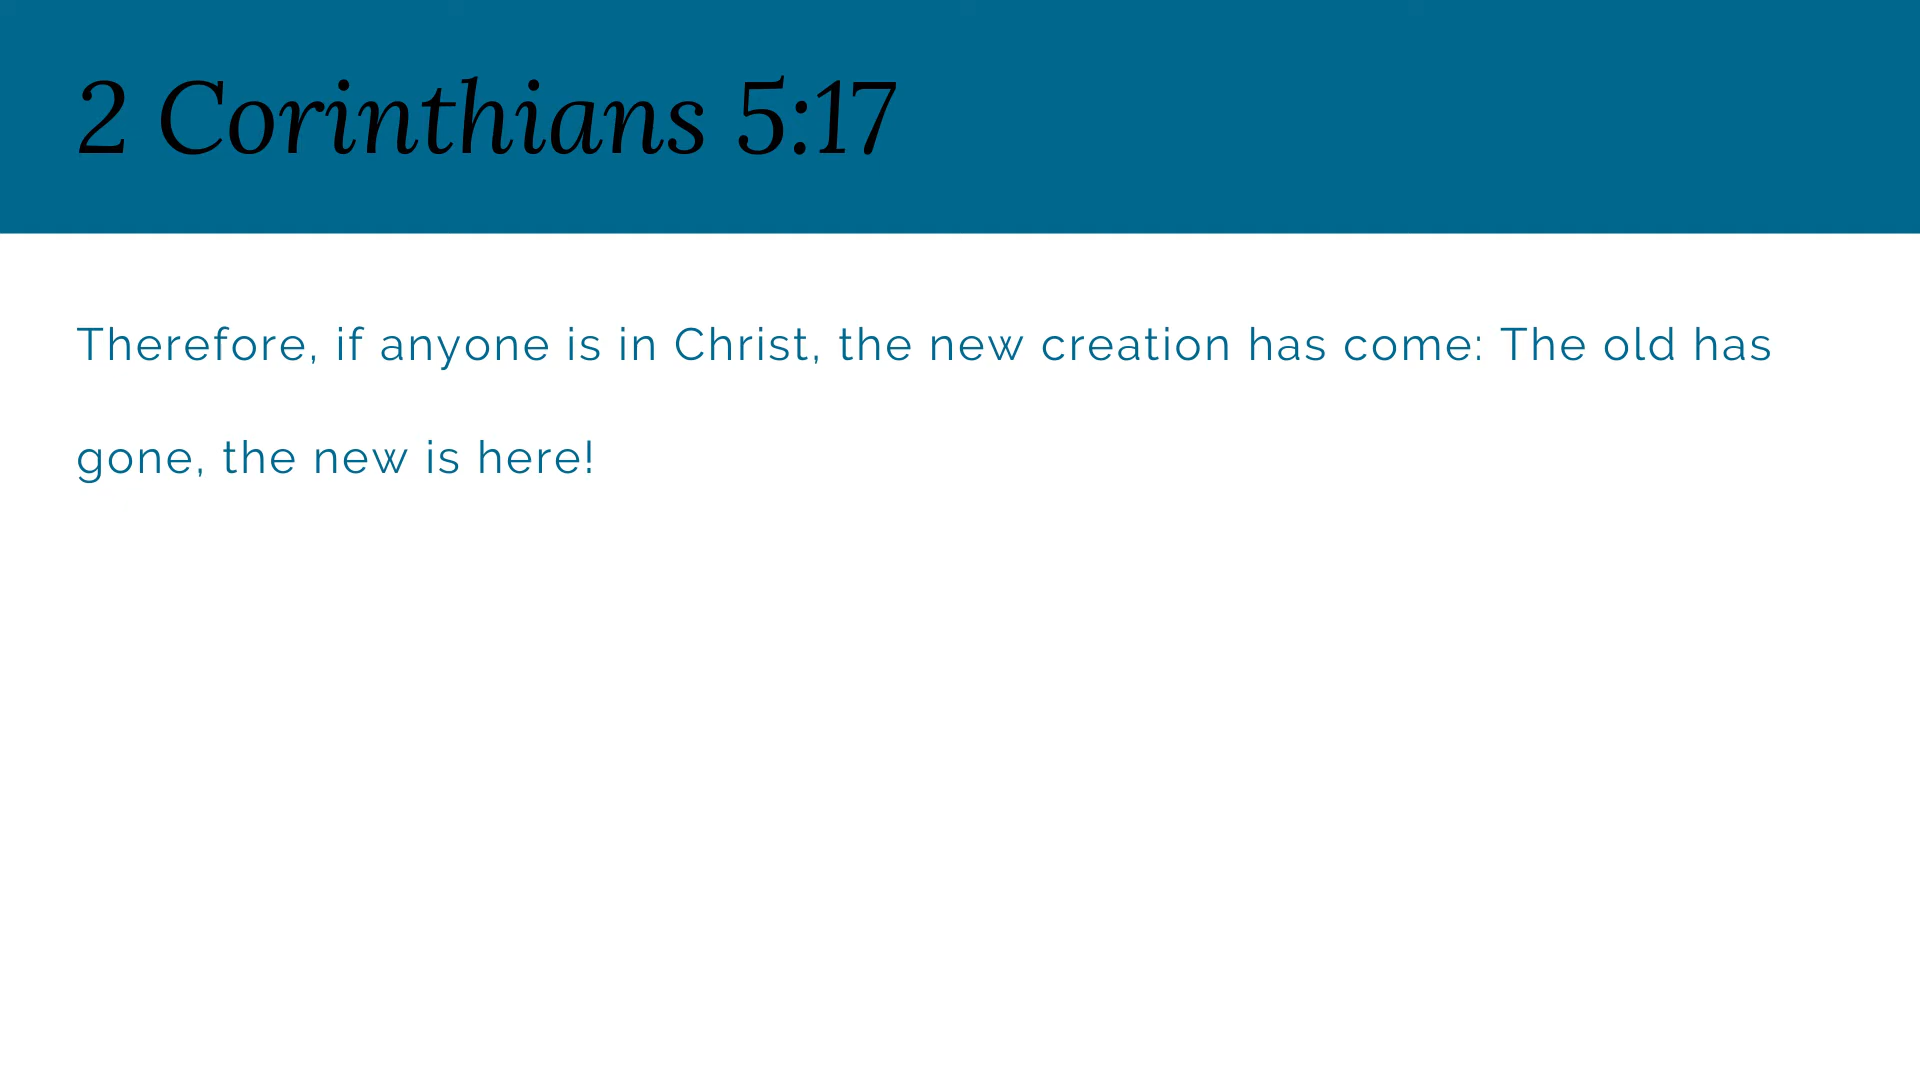 2 Corinthians 5:17
Therefore, if anyone is in Christ, the new creation has come: The old has
gone, the new is here!